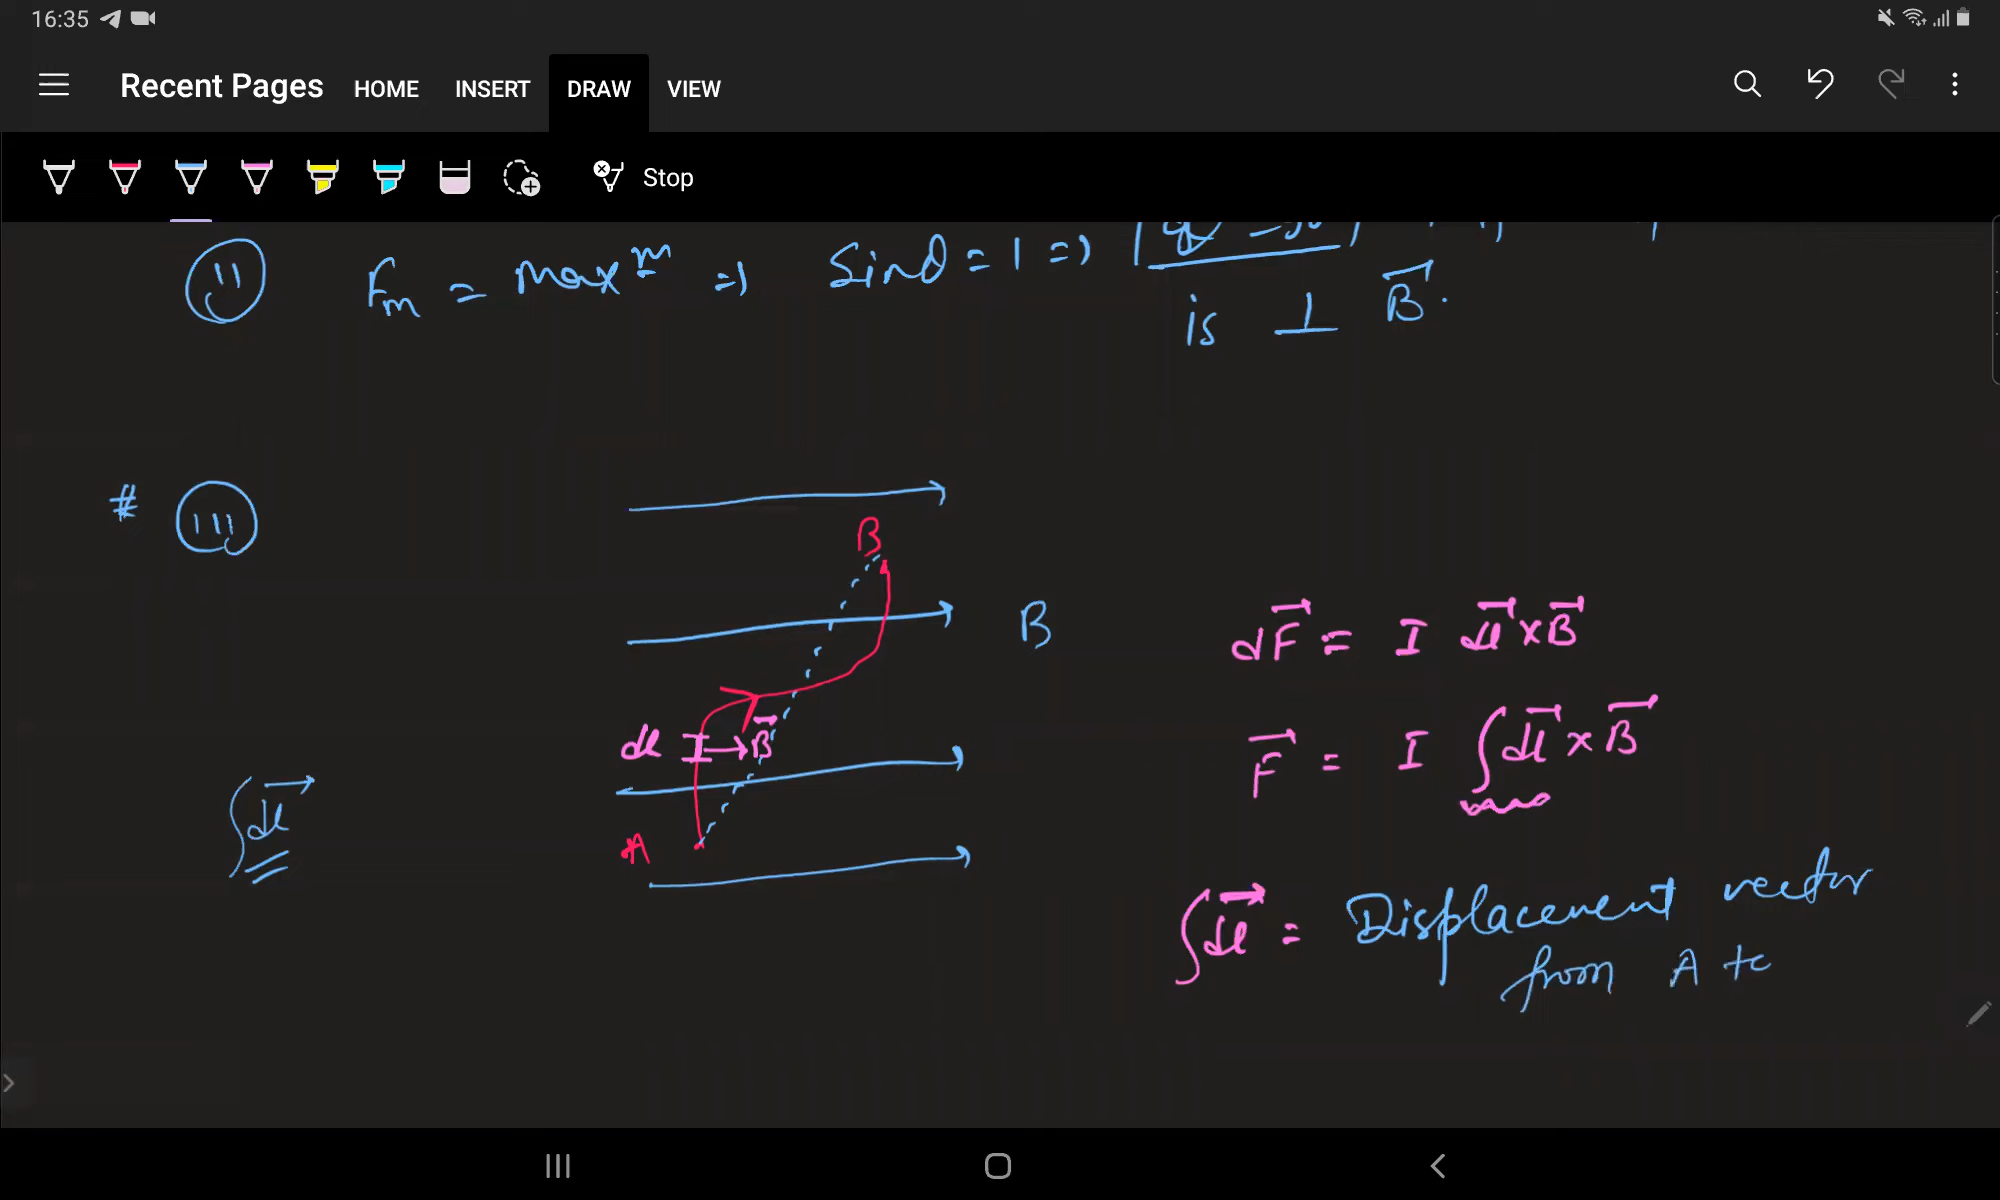 16:35
Recent Pages HOME INSERT DRAW VIEW
Stop
(ii) Fₘ = maxᵐ => Sinθ = 1 =>
is ⊥ B⃗.
# (iii)
B
B
dF⃗ = I dl⃗ × B⃗
dl I → B⃗
F⃗ = I ∫dl⃗ × B⃗
∫dl⃗
A
∫dl⃗ = Displacement vector
from A to